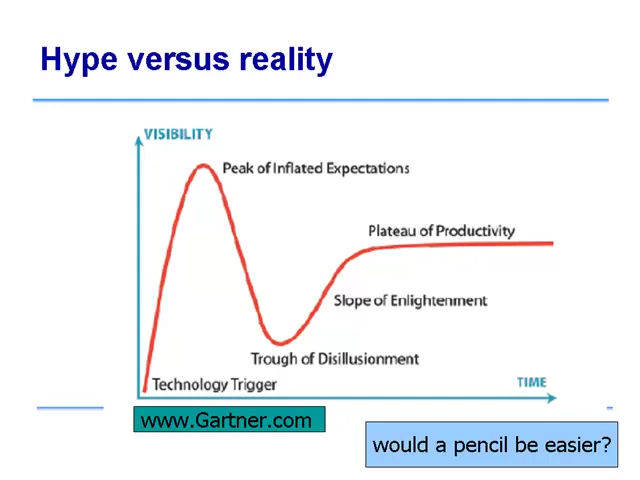 Hype versus reality
VISIBILITY
Peak of Inflated Expectations
Plateau of Productivity
Slope of Enlightenment
Trough of Disillusionment
Technology Trigger
TIME
www.Gartner.com
would a pencil be easier?